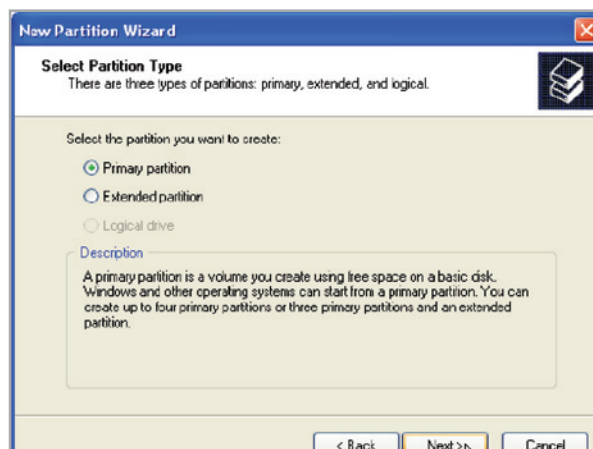 New Partition Wizard
Select Partition Type
There are three types of partitions: primary, extended, and logical.
Select the partition you want to create:
Primary partition
Extended partition
Logical drive
Description
A primary partition is a volume you create using free space on a basic disk.
Windows and other operating systems can start from a primary partition. You can
create up to four primary partitions or three primary partitions and an extended
partition.
< Back Next > Cancel